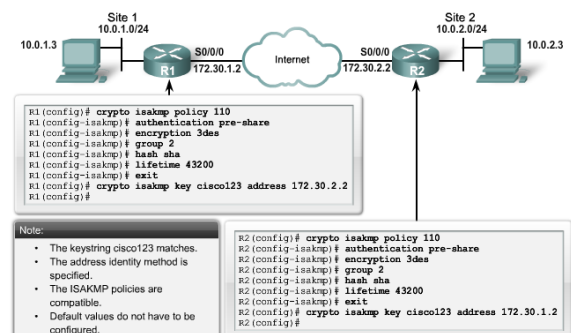 Site 1
10.0.1.0/24
Site 2
10.0.2.0/24
10.0.1.3
R1
S0/0/0
172.30.1.2
Internet
S0/0/0
172.30.2.2
R2
10.0.2.3
R1(config)# crypto isakmp policy 110
R1(config-isakmp)# authentication pre-share
R1(config-isakmp)# encryption 3des
R1(config-isakmp)# group 2
R1(config-isakmp)# hash sha
R1(config-isakmp)# lifetime 43200
R1(config-isakmp)# exit
R1(config)# crypto isakmp key cisco123 address 172.30.2.2
R1(config)#
Note:
• The keystring cisco123 matches.
• The address identity method is
specified.
• The ISAKMP policies are
compatible.
• Default values do not have to be
configured.
R2(config)# crypto isakmp policy 110
R2(config-isakmp)# authentication pre-share
R2(config-isakmp)# encryption 3des
R2(config-isakmp)# group 2
R2(config-isakmp)# hash sha
R2(config-isakmp)# lifetime 43200
R2(config-isakmp)# exit
R2(config)# crypto isakmp key cisco123 address 172.30.1.2
R2(config)#